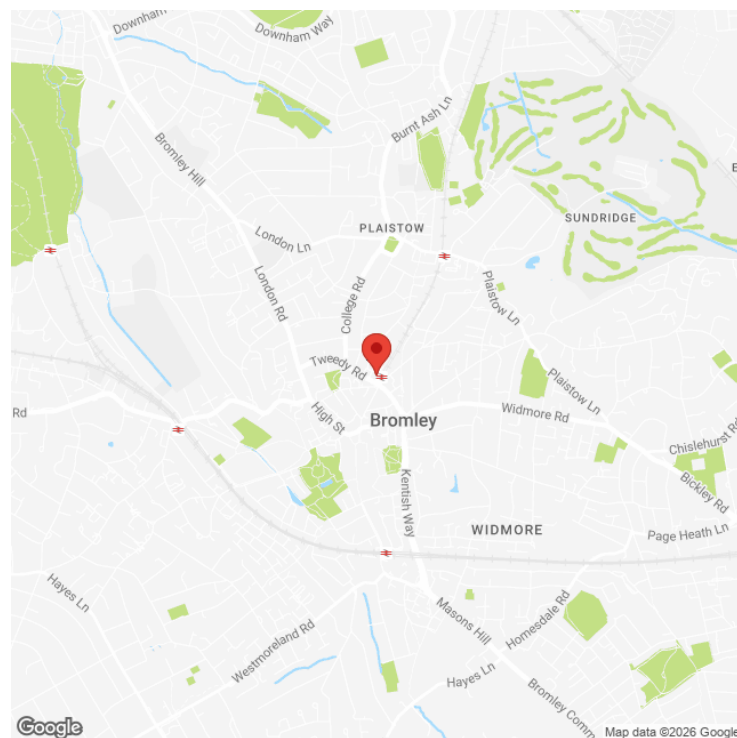 Downham
Downham Way
Burnt Ash Ln
Bromley Hill
PLAISTOW
SUNDRIDGE
London Ln
London Rd
College Rd
Plaistow Ln
Tweedy Rd
Plaistow Ln
Rd
High St
Bromley
Widmore Rd
Chislehurst Rd
Bickley Rd
Kentish Way
WIDMORE
Page Heath Ln
Hayes Ln
Westmoreland Rd
Masons Hill
Homesdale Rd
Hayes Ln
Bromley Comm
Google
Map data ©2026 Google